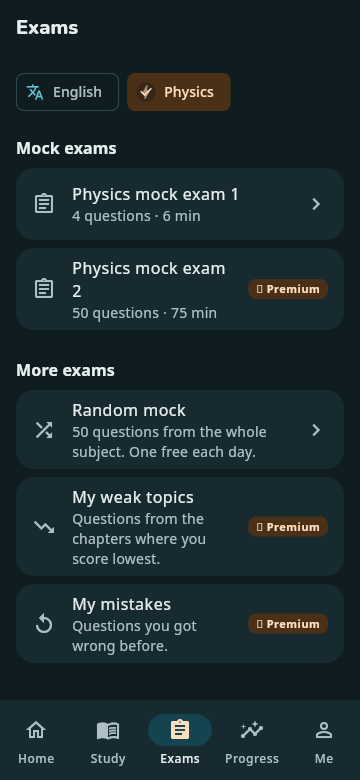 Exams
English
Physics
Mock exams
Physics mock exam 1
4 questions · 6 min
Physics mock exam
2
50 questions · 75 min
Premium
More exams
Random mock
50 questions from the whole
subject. One free each day.
My weak topics
Questions from the
chapters where you
score lowest.
Premium
My mistakes
Questions you got
wrong before.
Premium
Home
Study
Exams
Progress
Me